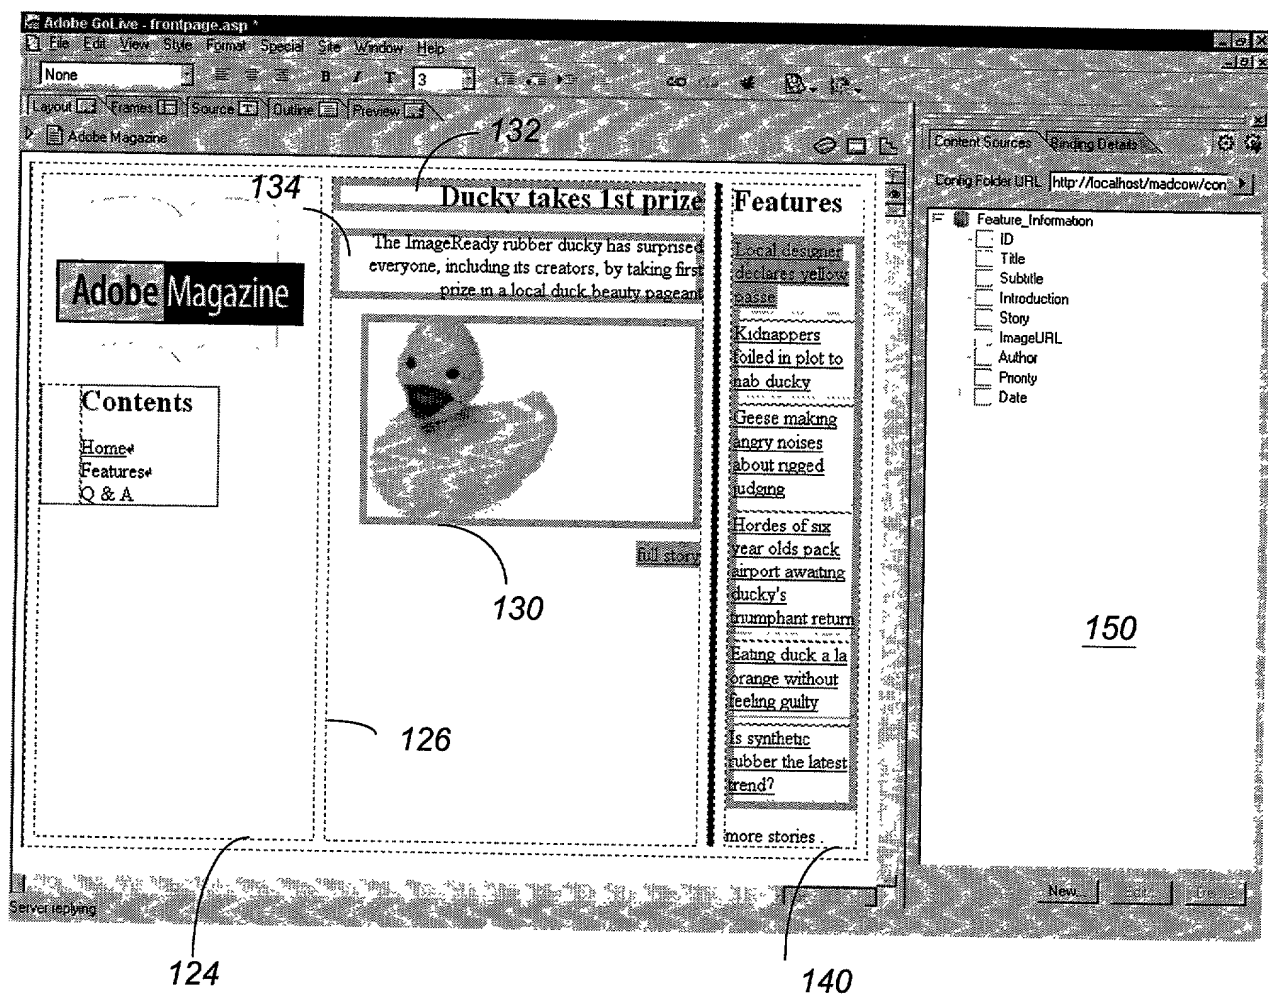 Adobe GoLive - frontpage.asp *
File Edit View Style Format Special Site Window Help
None B I T 3
Layout Frames Source Outline Preview
Adobe Magazine
132
134
Ducky takes 1st prize
The ImageReady rubber ducky has surprised
everyone, including its creators, by taking first
prize in a local duck beauty pageant
Adobe Magazine
Contents
Home
Features
Q & A
130
full story
126
Features
Local designer
declares yellow
passe
Kidnappers
foiled in plot to
nab ducky
Geese making
angry noises
about rigged
judging
Hordes of six
year olds pack
airport awaiting
ducky's
triumphant return
Eating duck a la
orange without
feeling guilty
Is synthetic
rubber the latest
trend?
more stories .
Content Sources Binding Details
Config Folder URL http://localhost/madcow/con
Feature_Information
ID
Title
Subtitle
Introduction
Story
ImageURL
Author
Priority
Date
150
New...
Server replying
124
140